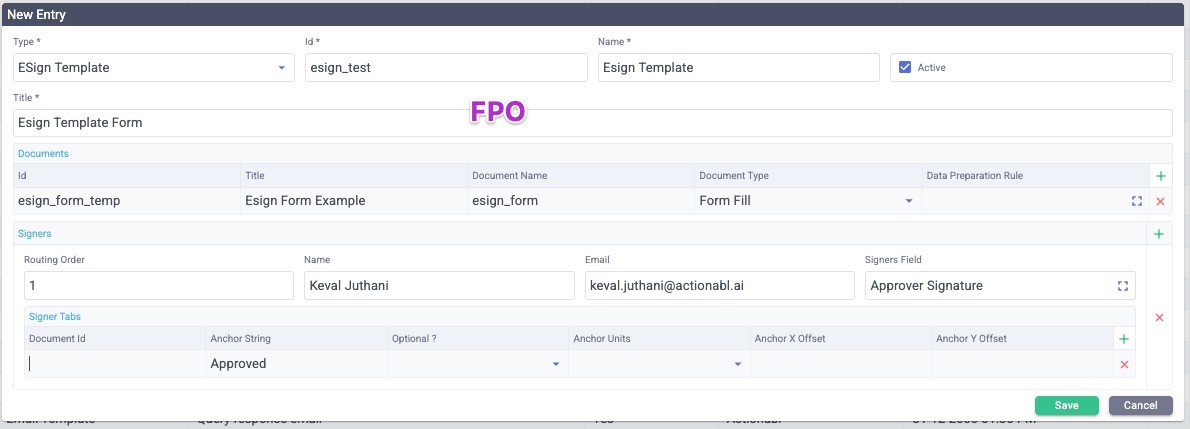 New Entry
Type * Id * Name *
ESign Template esign_test Esign Template Active
Title *
FPO
Esign Template Form
Documents
Id Title Document Name Document Type Data Preparation Rule
esign_form_temp Esign Form Example esign_form Form Fill
Signers
Routing Order Name Email Signers Field
1 Keval Juthani keval.juthani@actionabl.ai Approver Signature
Signer Tabs
Document Id Anchor String Optional ? Anchor Units Anchor X Offset Anchor Y Offset
Approved
Save Cancel